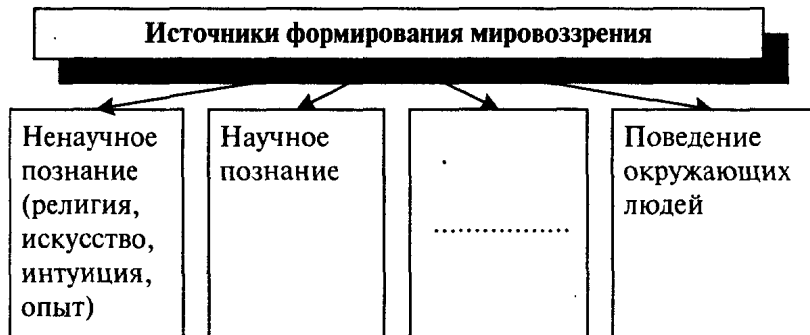 Источники формирования мировоззрения
Ненаучное
познание
(религия,
искусство,
интуиция,
опыт)
Научное
познание
..................
Поведение
окружающих
людей